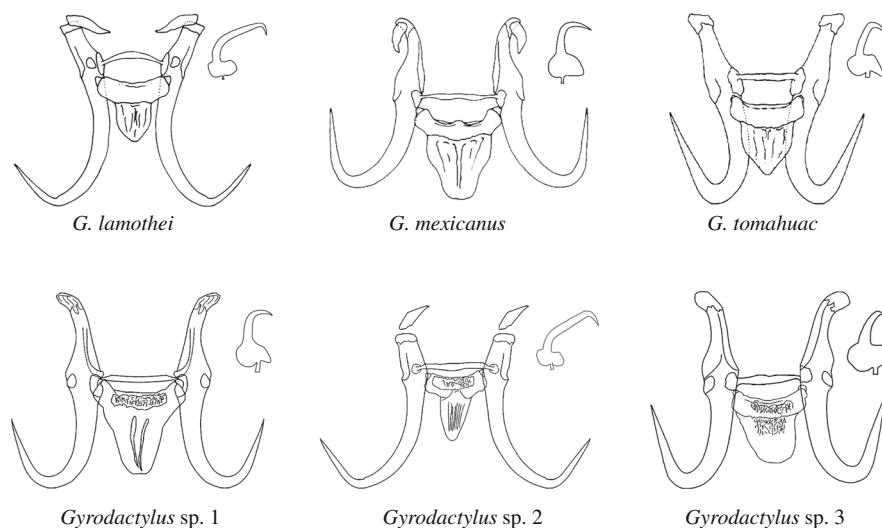 G. lamothei G. mexicanus G. tomahuac
Gyrodactylus sp. 1 Gyrodactylus sp. 2 Gyrodactylus sp. 3